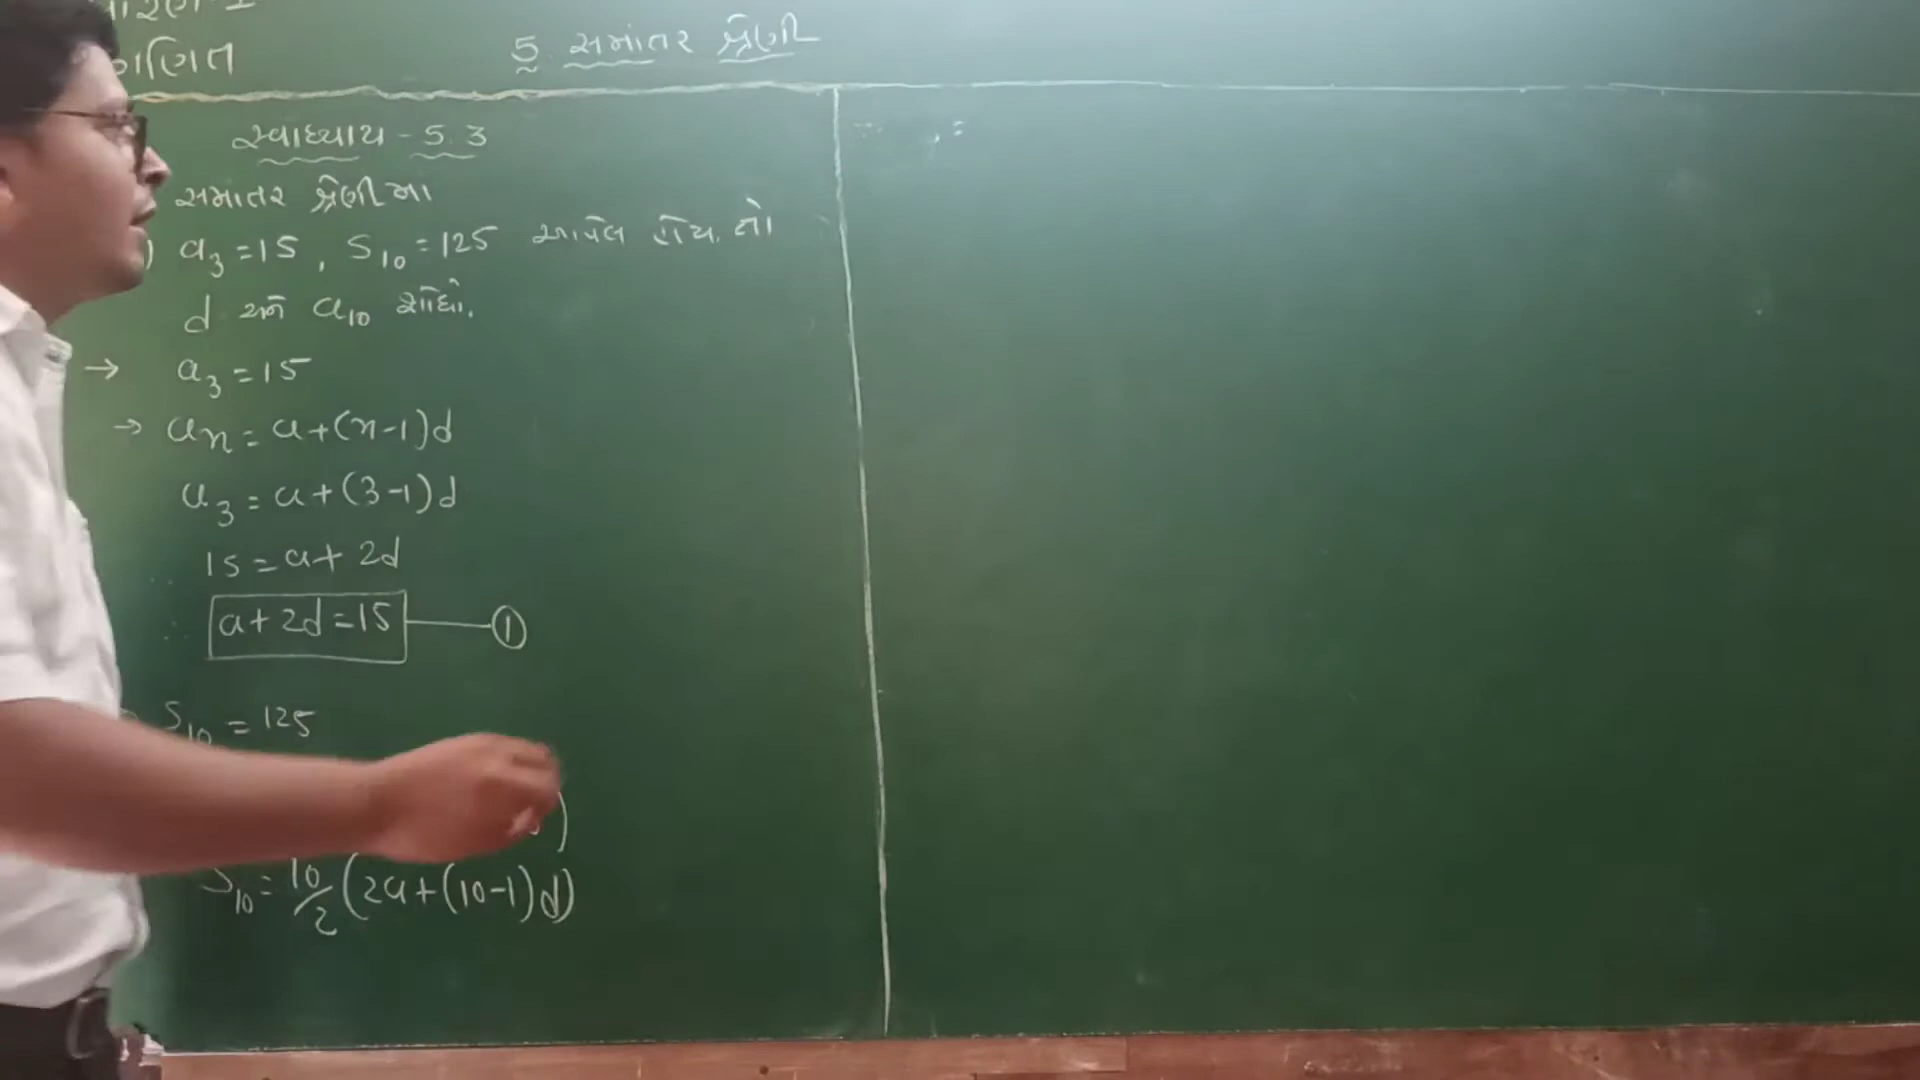 ગણિત
5 સમાંતર શ્રેણી
સ્વાધ્યાય - 5.3
સમાતર શ્રેણીમા
) a₃ = 15 , S₁₀ = 125 આપેલ હોય તો
d અને a₁₀ શોધો.
→ a₃ = 15
→ an = a + (n-1)d
a₃ = a + (3-1)d
15 = a + 2d
∴ a + 2d = 15 — ①
S₁₀ = 125
)
S₁₀ = 10/2 (2a + (10-1)d)